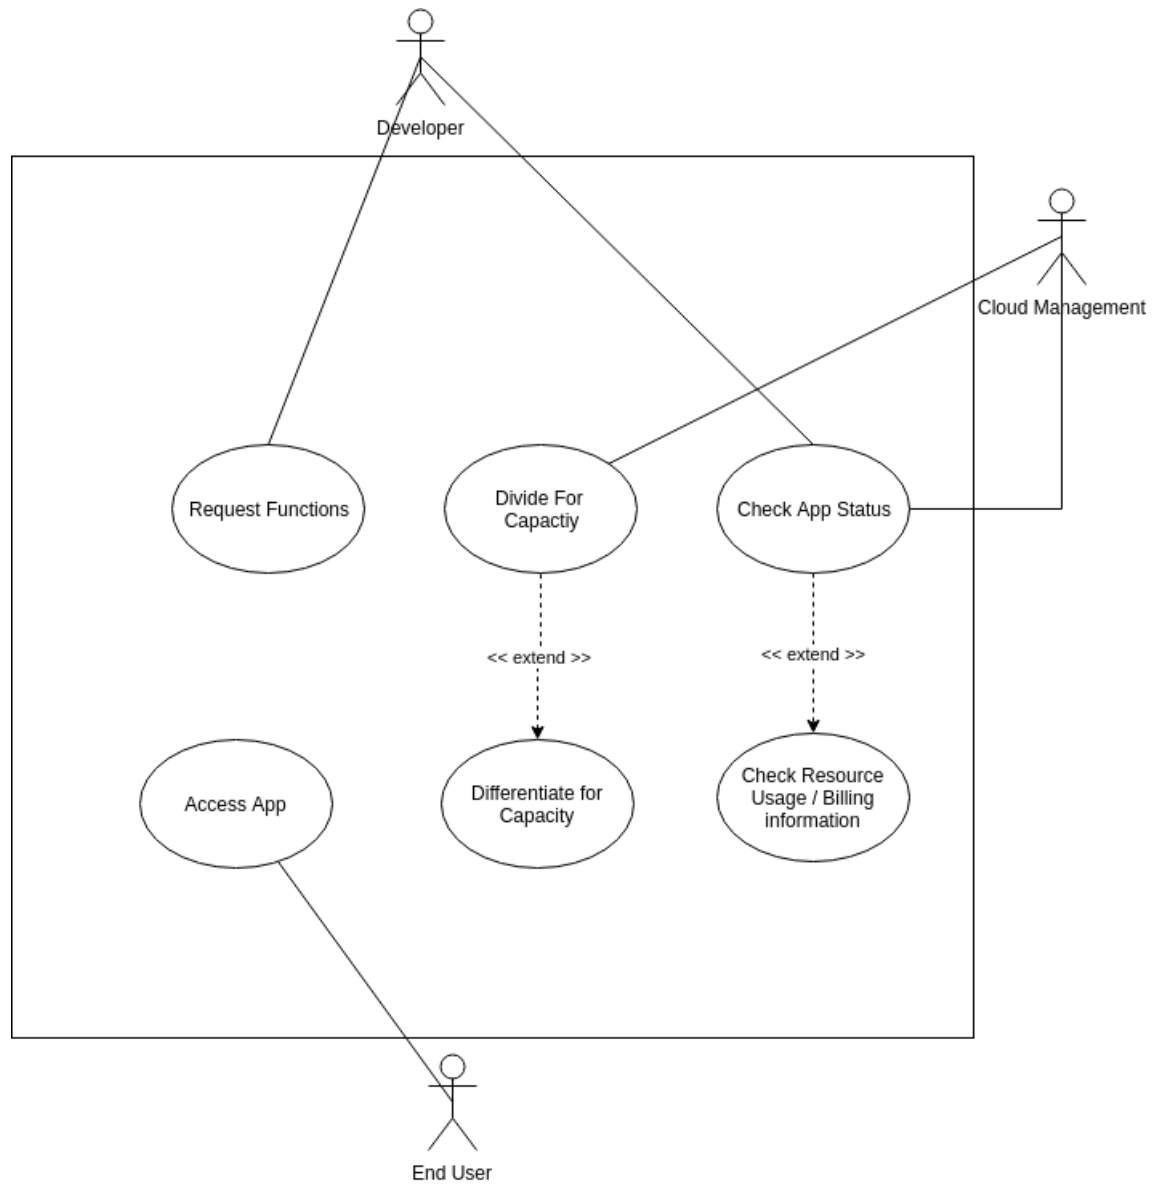 Developer
Cloud Management
Request Functions
Divide For
Capactiy
Check App Status
<< extend >>
<< extend >>
Access App
Differentiate for
Capacity
Check Resource
Usage / Billing
information
End User